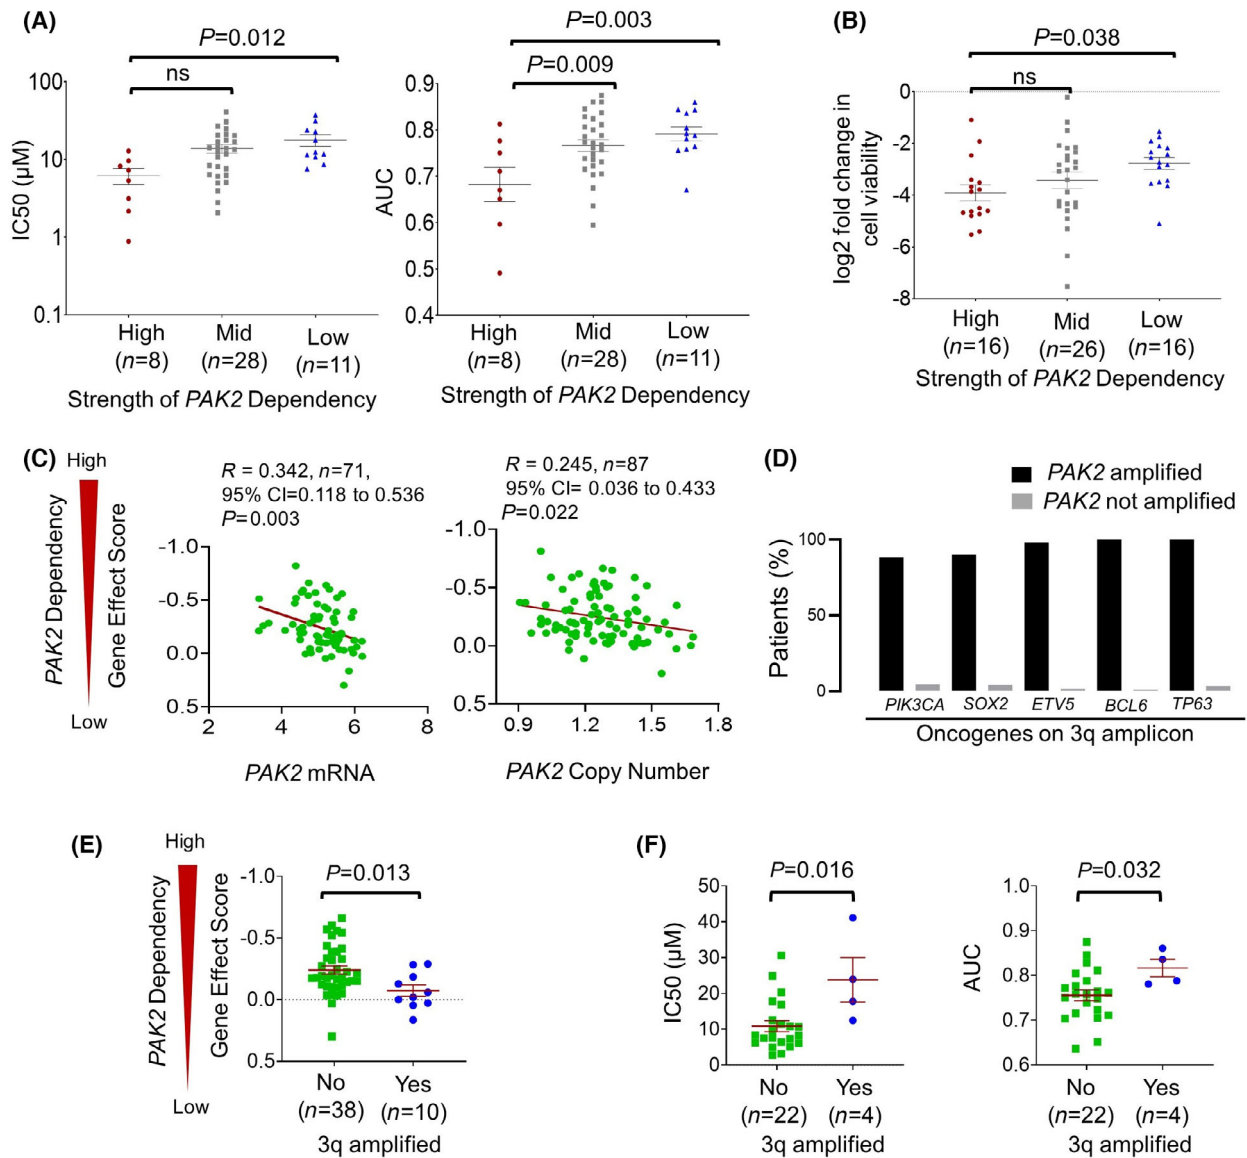 (A)
P=0.012
ns
100
10
1
0.1
IC50 (µM)
High
(n=8)
Mid
(n=28)
Low
(n=11)
Strength of PAK2 Dependency
P=0.003
P=0.009
0.9
0.8
0.7
0.6
0.5
0.4
AUC
High
(n=8)
Mid
(n=28)
Low
(n=11)
Strength of PAK2 Dependency
(B)
P=0.038
ns
0
-2
-4
-6
-8
log2 fold change in
cell viability
High
(n=16)
Mid
(n=26)
Low
(n=16)
Strength of PAK2 Dependency
(C)
High
PAK2 Dependency
Gene Effect Score
Low
R = 0.342, n=71,
95% CI=0.118 to 0.536
P=0.003
-1.0
-0.5
0.0
0.5
2
4
6
8
PAK2 mRNA
R = 0.245, n=87
95% CI= 0.036 to 0.433
P=0.022
-1.0
-0.5
0.0
0.5
0.9
1.2
1.5
1.8
PAK2 Copy Number
(D)
PAK2 amplified
PAK2 not amplified
100
50
0
Patients (%)
PIK3CA
SOX2
ETV5
BCL6
TP63
Oncogenes on 3q amplicon
(E)
High
PAK2 Dependency
Gene Effect Score
Low
P=0.013
-1.0
-0.5
0.0
0.5
No
(n=38)
Yes
(n=10)
3q amplified
(F)
P=0.016
50
40
30
20
10
0
IC50 (µM)
No
(n=22)
Yes
(n=4)
3q amplified
P=0.032
1.0
0.9
0.8
0.7
0.6
AUC
No
(n=22)
Yes
(n=4)
3q amplified